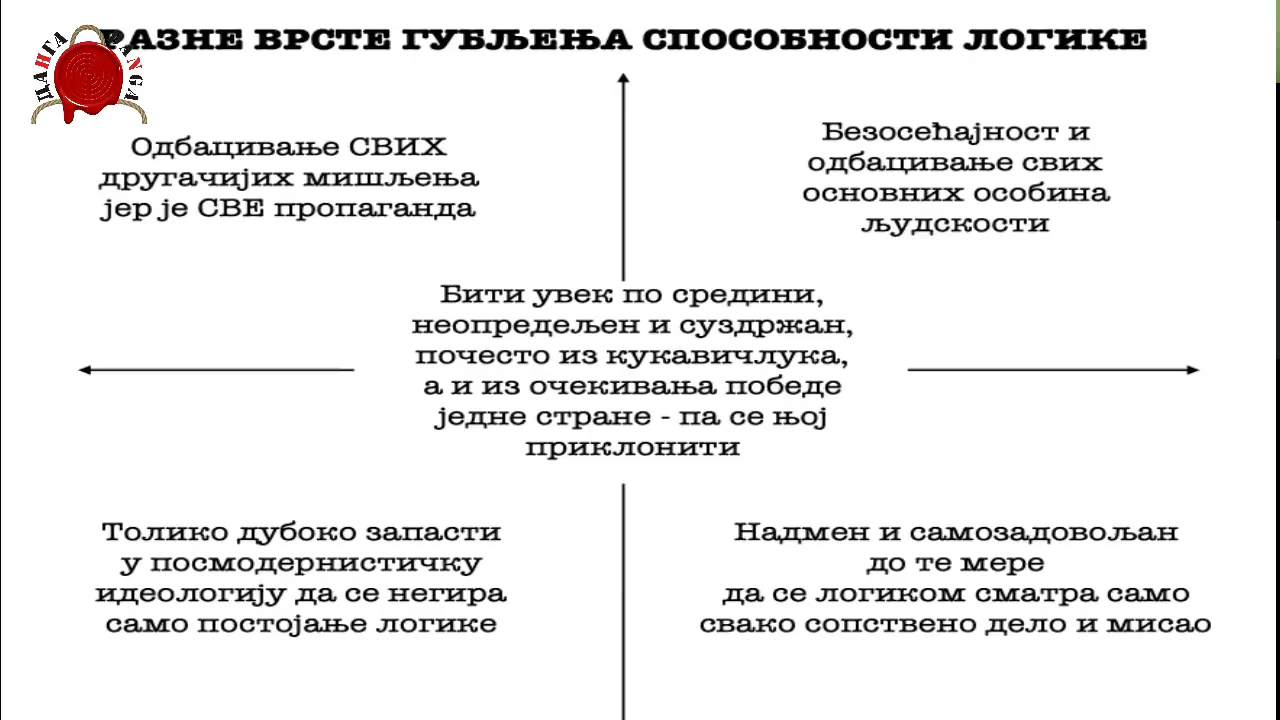 РАЗНЕ ВРСТЕ ГУБЉЕЊА СПОСОБНОСТИ ЛОГИКЕ
ЦАНГА
ZANGA
Одбацивање СВИХ
другачијих мишљења
јер је СВЕ пропаганда
Безосећајност и
одбацивање свих
основних особина
људскости
Бити увек по средини,
неопредељен и суздржан,
почесто из кукавичлука,
а и из очекивања победе
једне стране - па се њој
приклонити
Толико дубоко запасти
у посмодернистичку
идеологију да се негира
само постојање логике
Надмен и самозадовољан
до те мере
да се логиком сматра само
свако сопствено дело и мисао